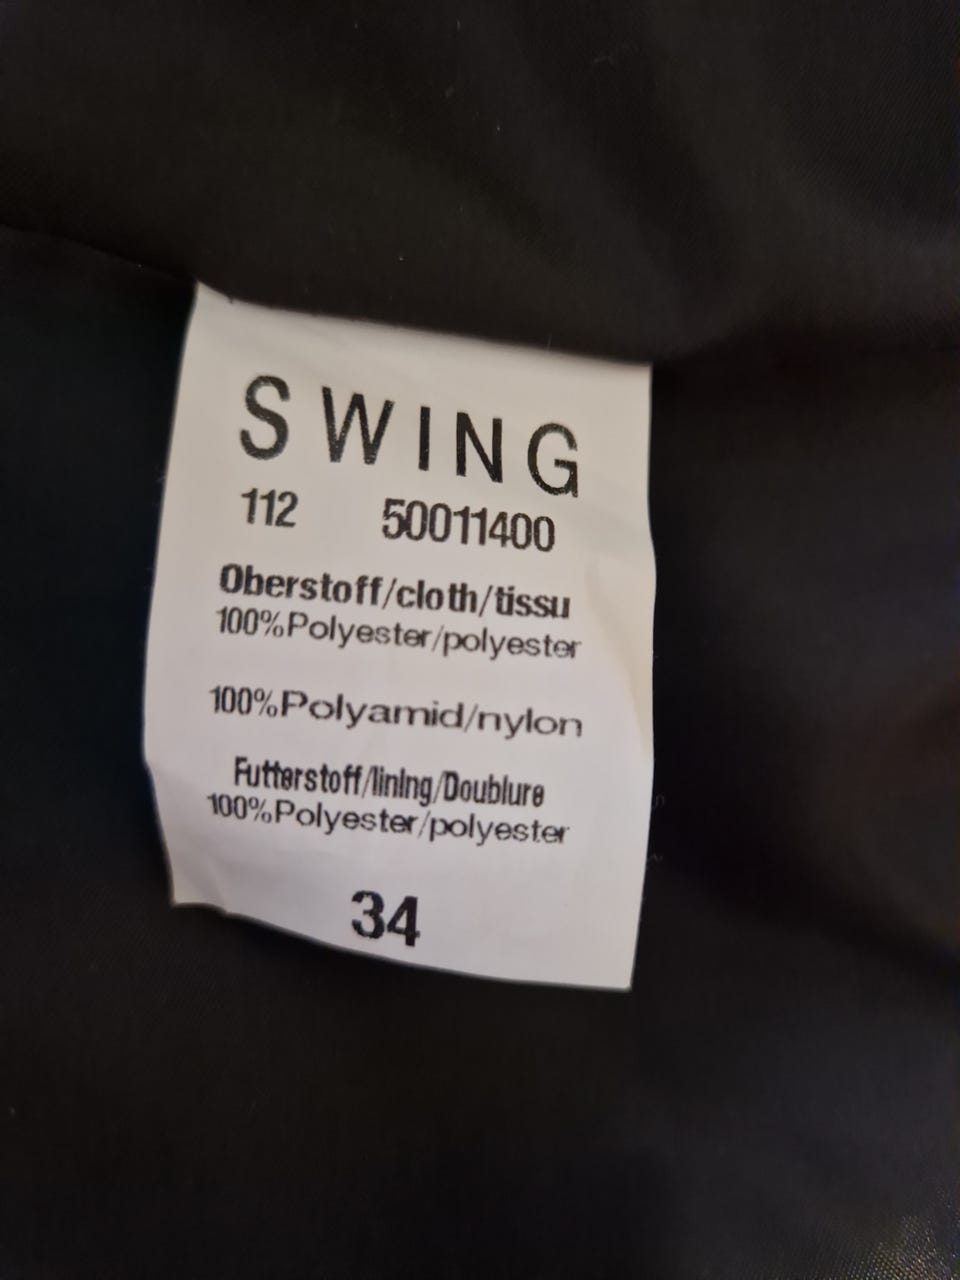 SWING
112 50011400
Oberstoff/cloth/tissu
100%Polyester/polyester
100%Polyamid/nylon
Futterstoff/lining/Doublure
100%Polyester/polyester
34